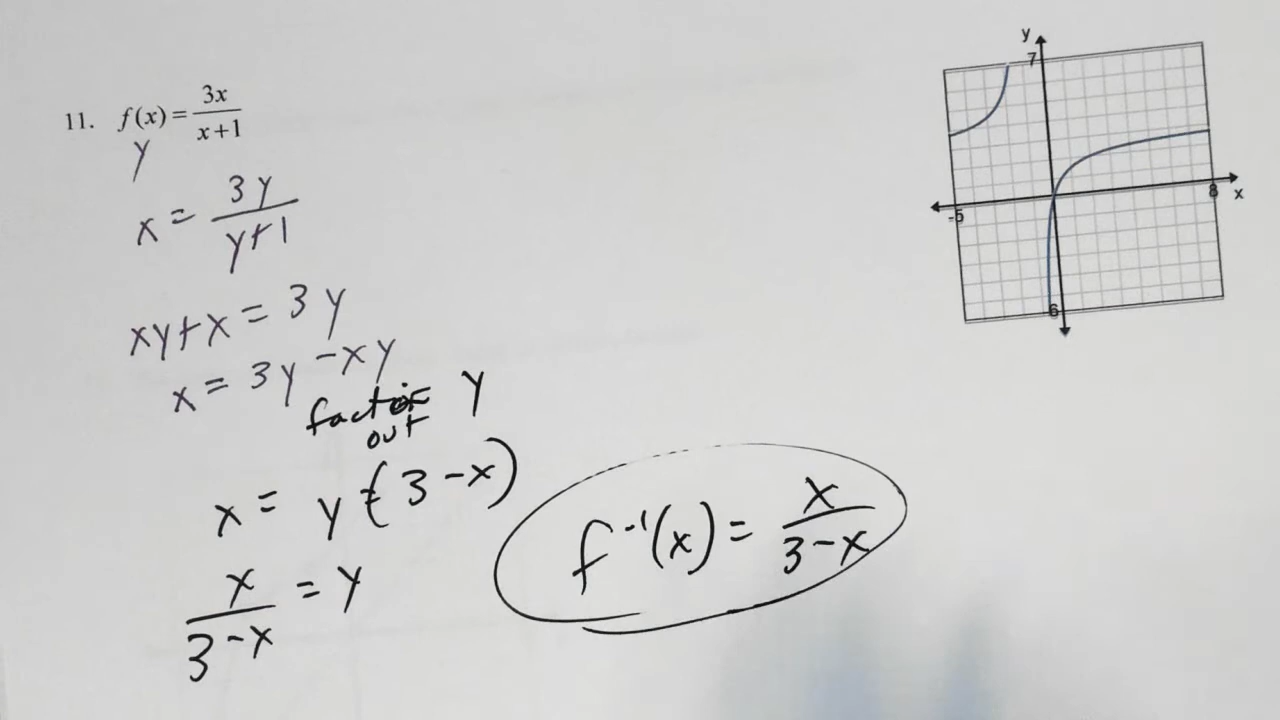 11. f(x) = 3x/(x+1)
y
x = 3y/(y+1)
xy+x = 3y
x = 3y - xy
factor y
out
x = y(3-x)
x/(3-x) = y
f⁻¹(x) = x/(3-x)
y
7
-5
8
x
6